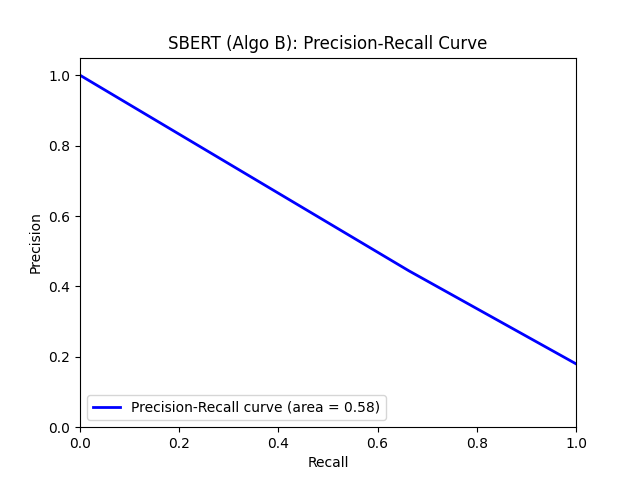 SBERT (Algo B): Precision-Recall Curve
1.0
0.8
0.6
0.4
0.2
0.0
Precision
Precision-Recall curve (area = 0.58)
0.0 0.2 0.4 0.6 0.8 1.0
Recall